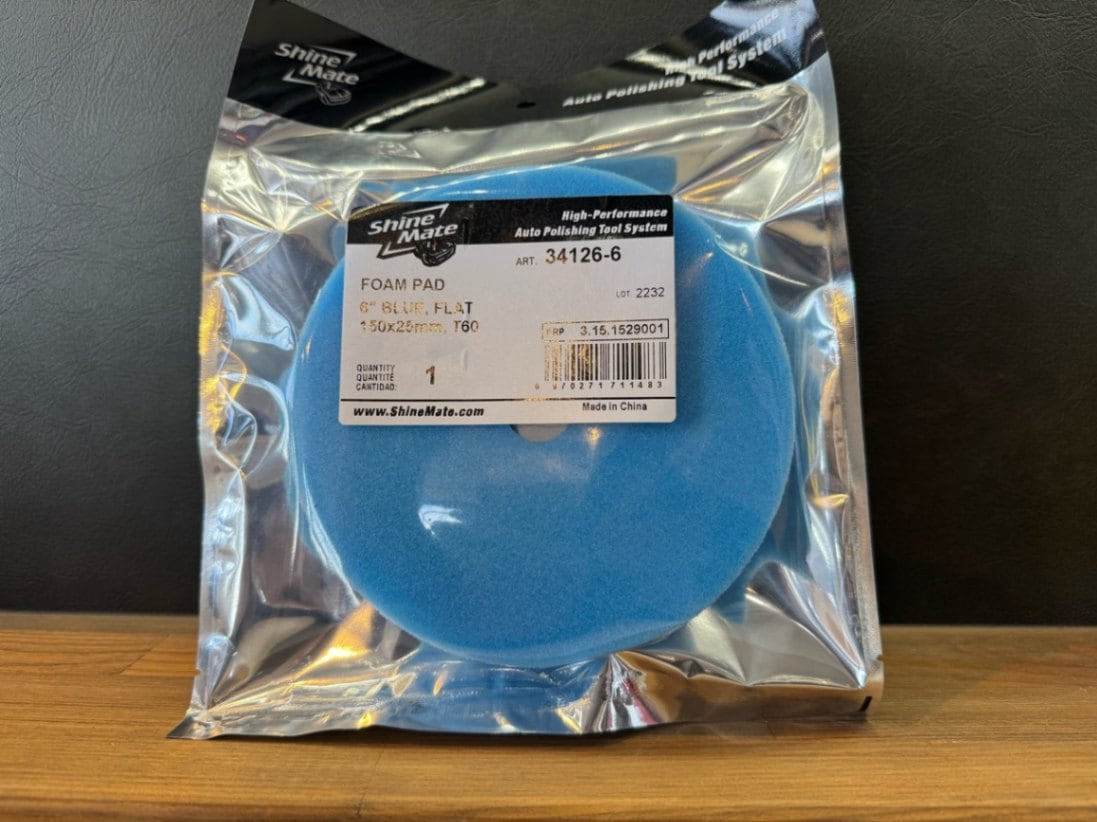 Shine
Mate
High Performance
Auto Polishing Tool System
Shine
Mate
High-Performance
Auto Polishing Tool System
ART. 34126-6
FOAM PAD
LOT. 2232
6" BLUE, FLAT
150x25mm, T60
ERP 3.15.1529001
QUANTITY
QUANTITÉ
CANTIDAD:
1
6 970271711483
www.ShineMate.com
Made in China